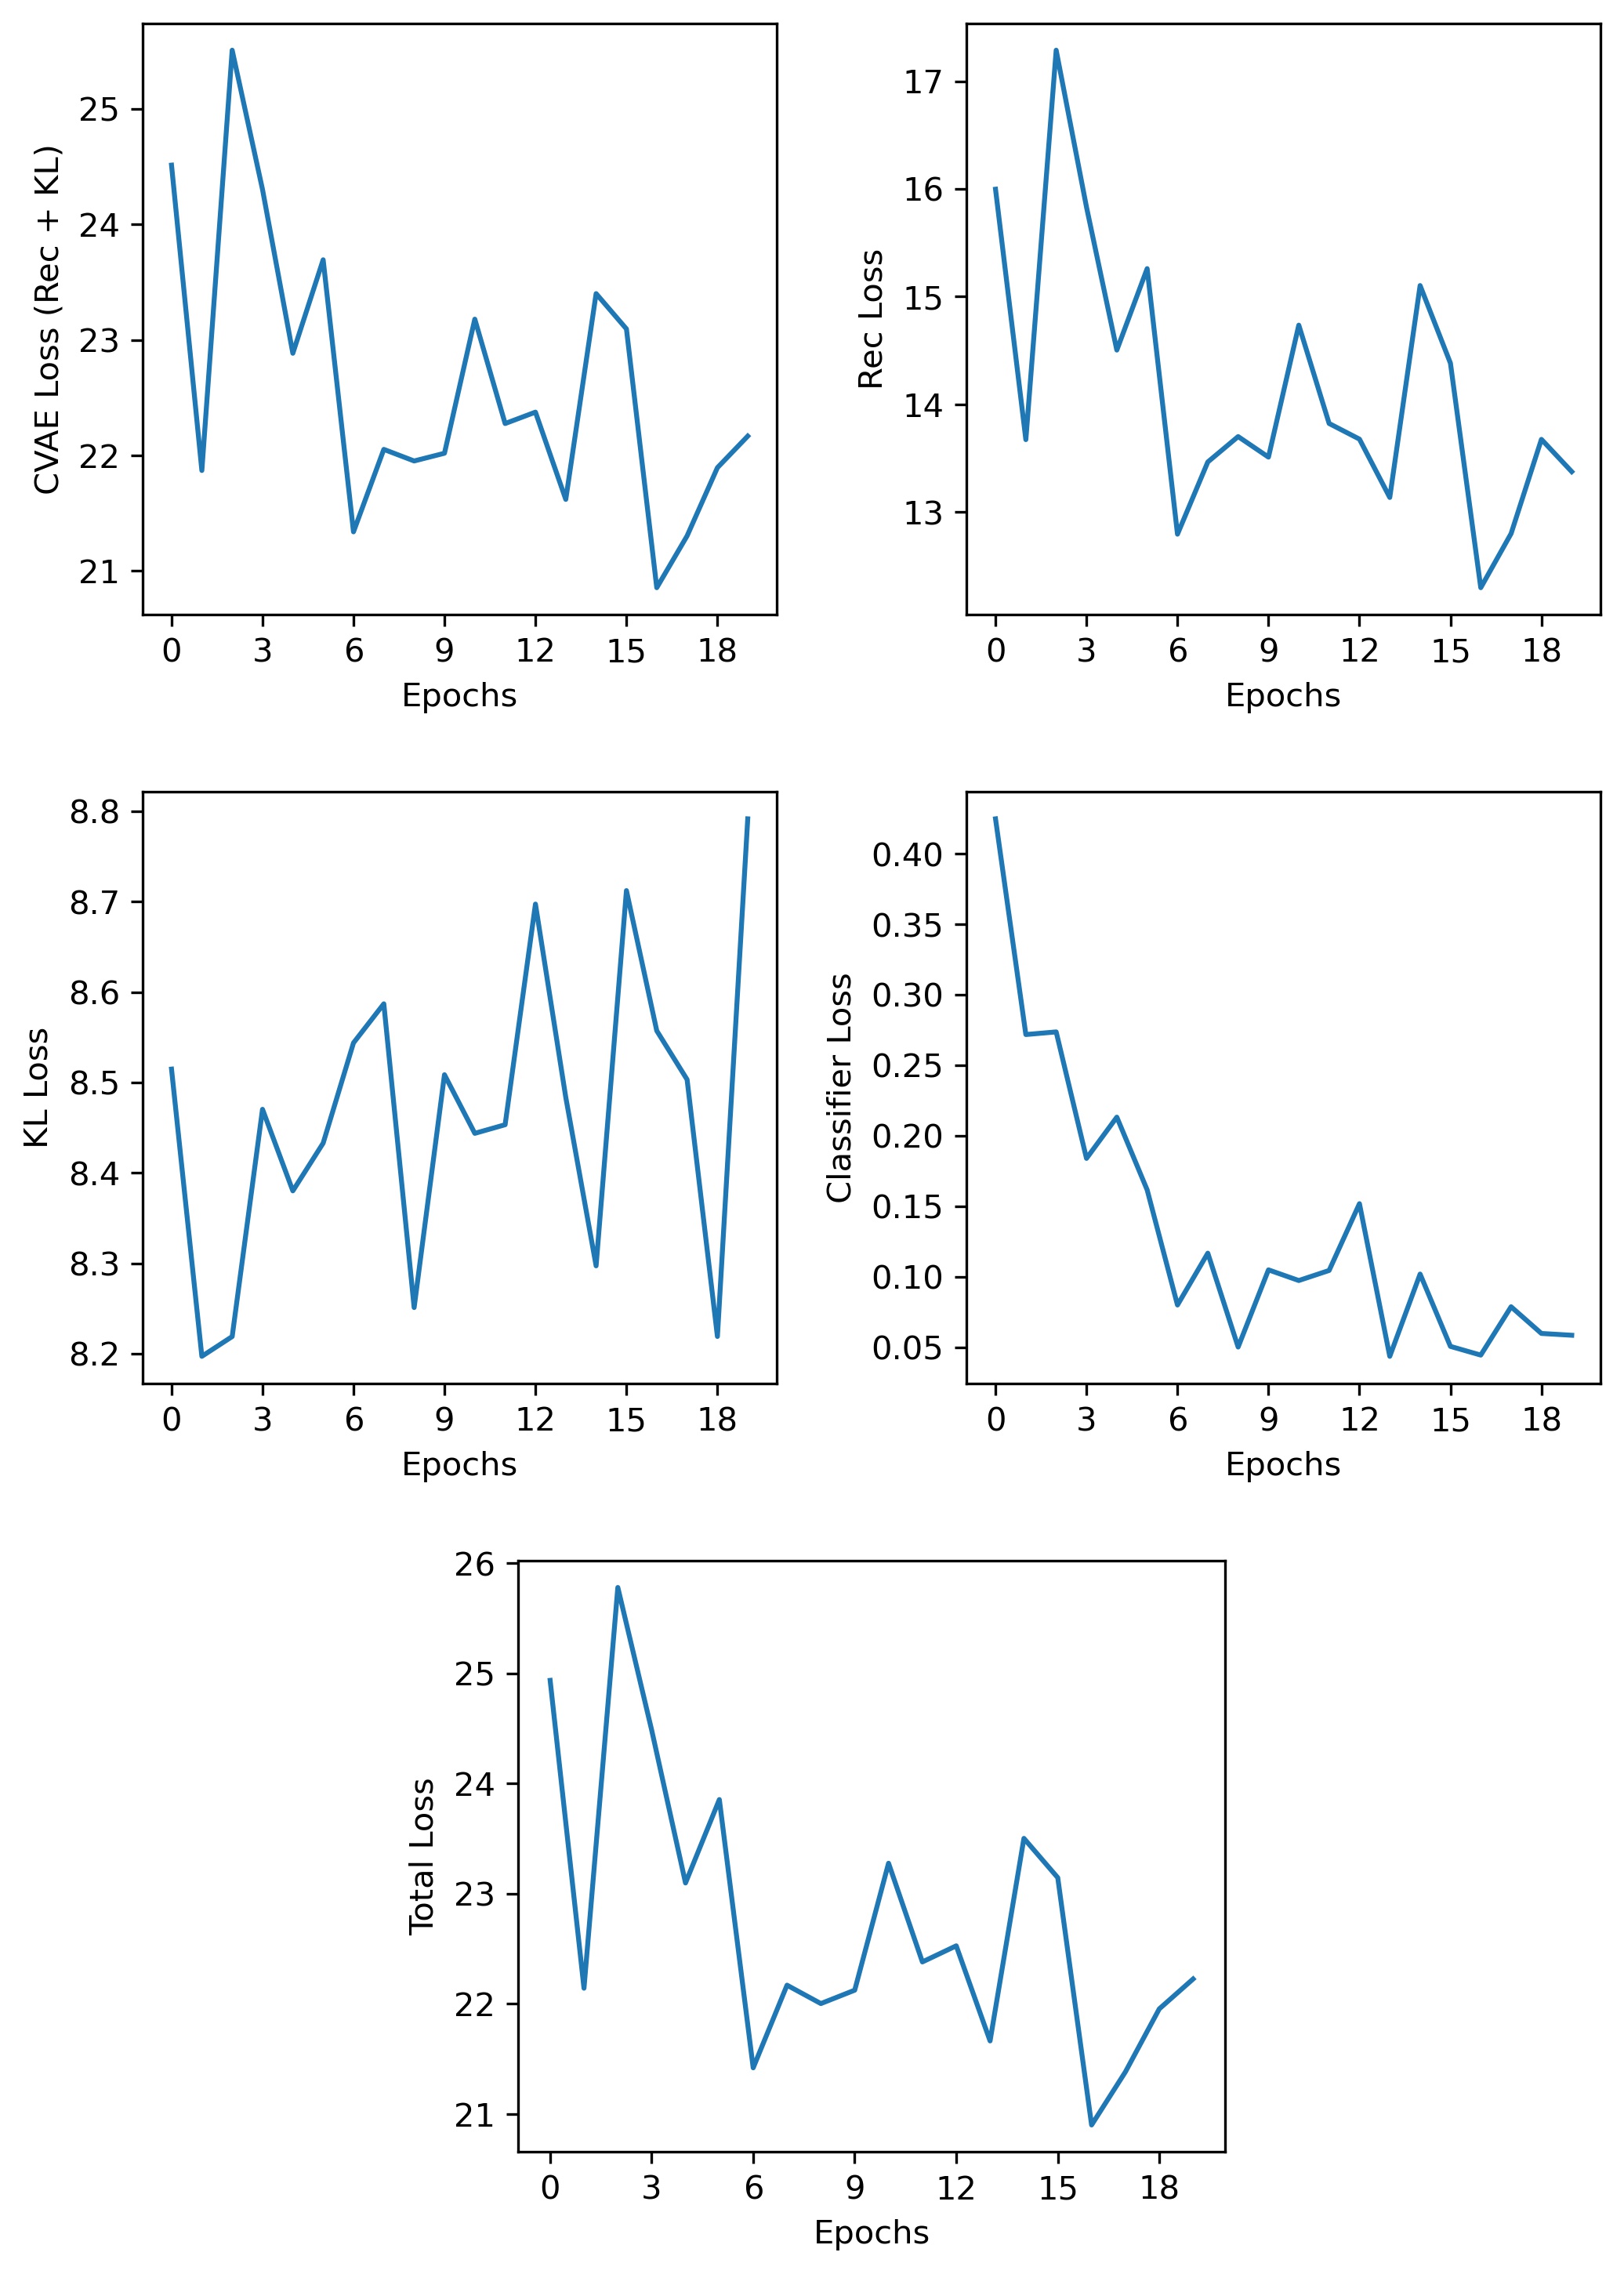 CVAE Loss (Rec + KL)
25
24
23
22
21
0 3 6 9 12 15 18
Epochs
Rec Loss
17
16
15
14
13
0 3 6 9 12 15 18
Epochs
KL Loss
8.8
8.7
8.6
8.5
8.4
8.3
8.2
0 3 6 9 12 15 18
Epochs
Classifier Loss
0.40
0.35
0.30
0.25
0.20
0.15
0.10
0.05
0 3 6 9 12 15 18
Epochs
Total Loss
26
25
24
23
22
21
0 3 6 9 12 15 18
Epochs